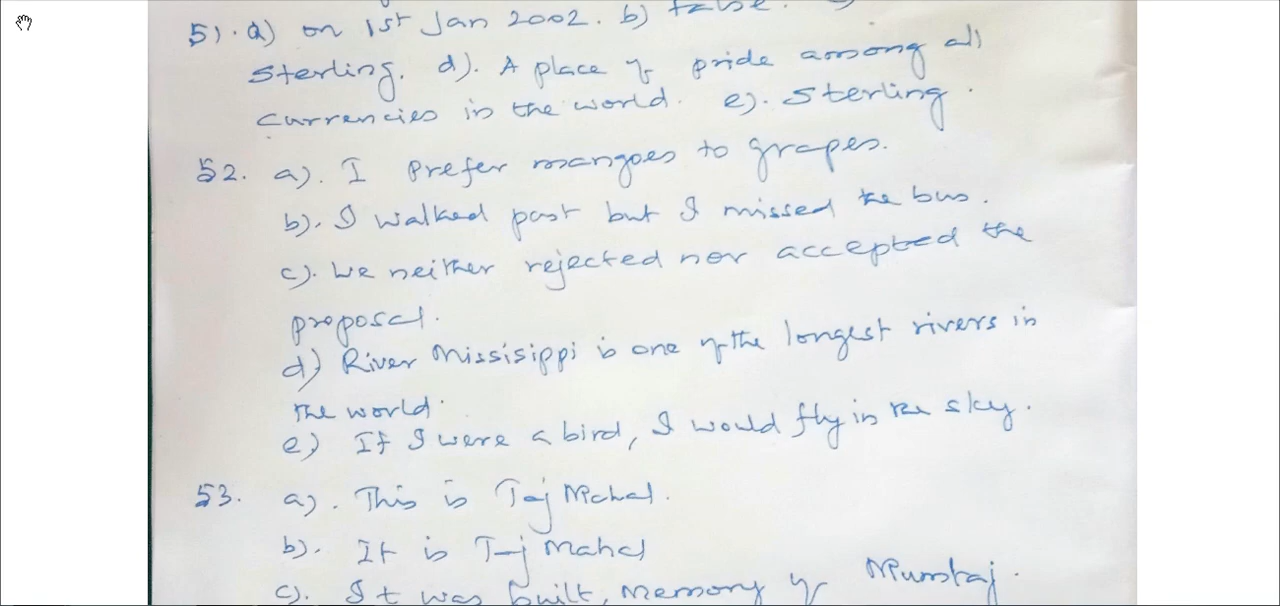 51. a) on 1st Jan 2002. b) false.
Sterling. d). A place of pride among all
currencies in the world. e). Sterling.
52. a). I Prefer mangoes to grapes.
b). I walked past but I missed the bus.
c). We neither rejected nor accepted the
proposal.
d) River Missisippi is one of the longest rivers in
the world.
e) If I were a bird, I would fly in the sky.
53. a). This is Taj Mahal.
b). It is Taj Mahal
c). It was built, memory of Mumtaj.